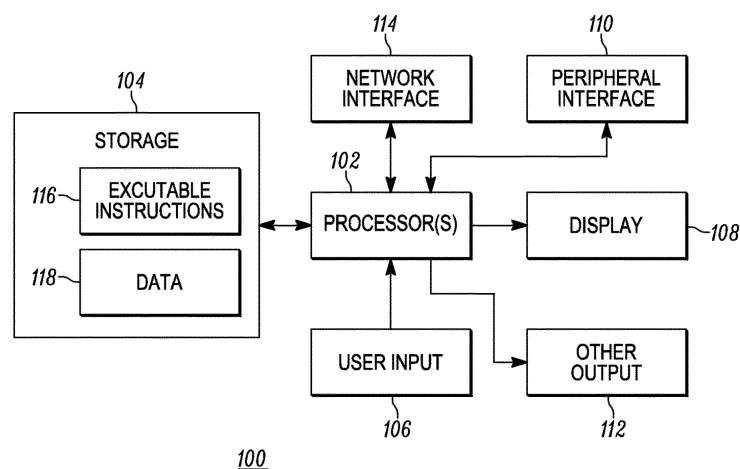 114
110
NETWORK
INTERFACE
PERIPHERAL
INTERFACE
104
STORAGE
116
EXCUTABLE
INSTRUCTIONS
118
DATA
102
PROCESSOR(S)
DISPLAY
108
USER INPUT
106
OTHER
OUTPUT
112
100